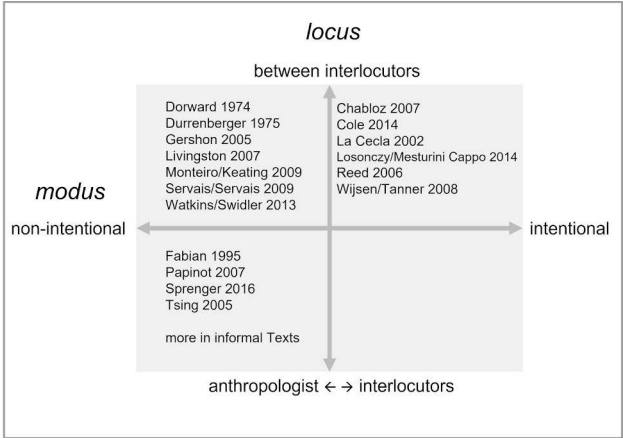 locus
between interlocutors
Dorward 1974
Durrenberger 1975
Gershon 2005
Livingston 2007
Monteiro/Keating 2009
Servais/Servais 2009
Watkins/Swidler 2013
Chabloz 2007
Cole 2014
La Cecla 2002
Losonczy/Mesturini Cappo 2014
Reed 2006
Wijsen/Tanner 2008
modus
non-intentional
intentional
Fabian 1995
Papinot 2007
Sprenger 2016
Tsing 2005
more in informal Texts
anthropologist ← → interlocutors